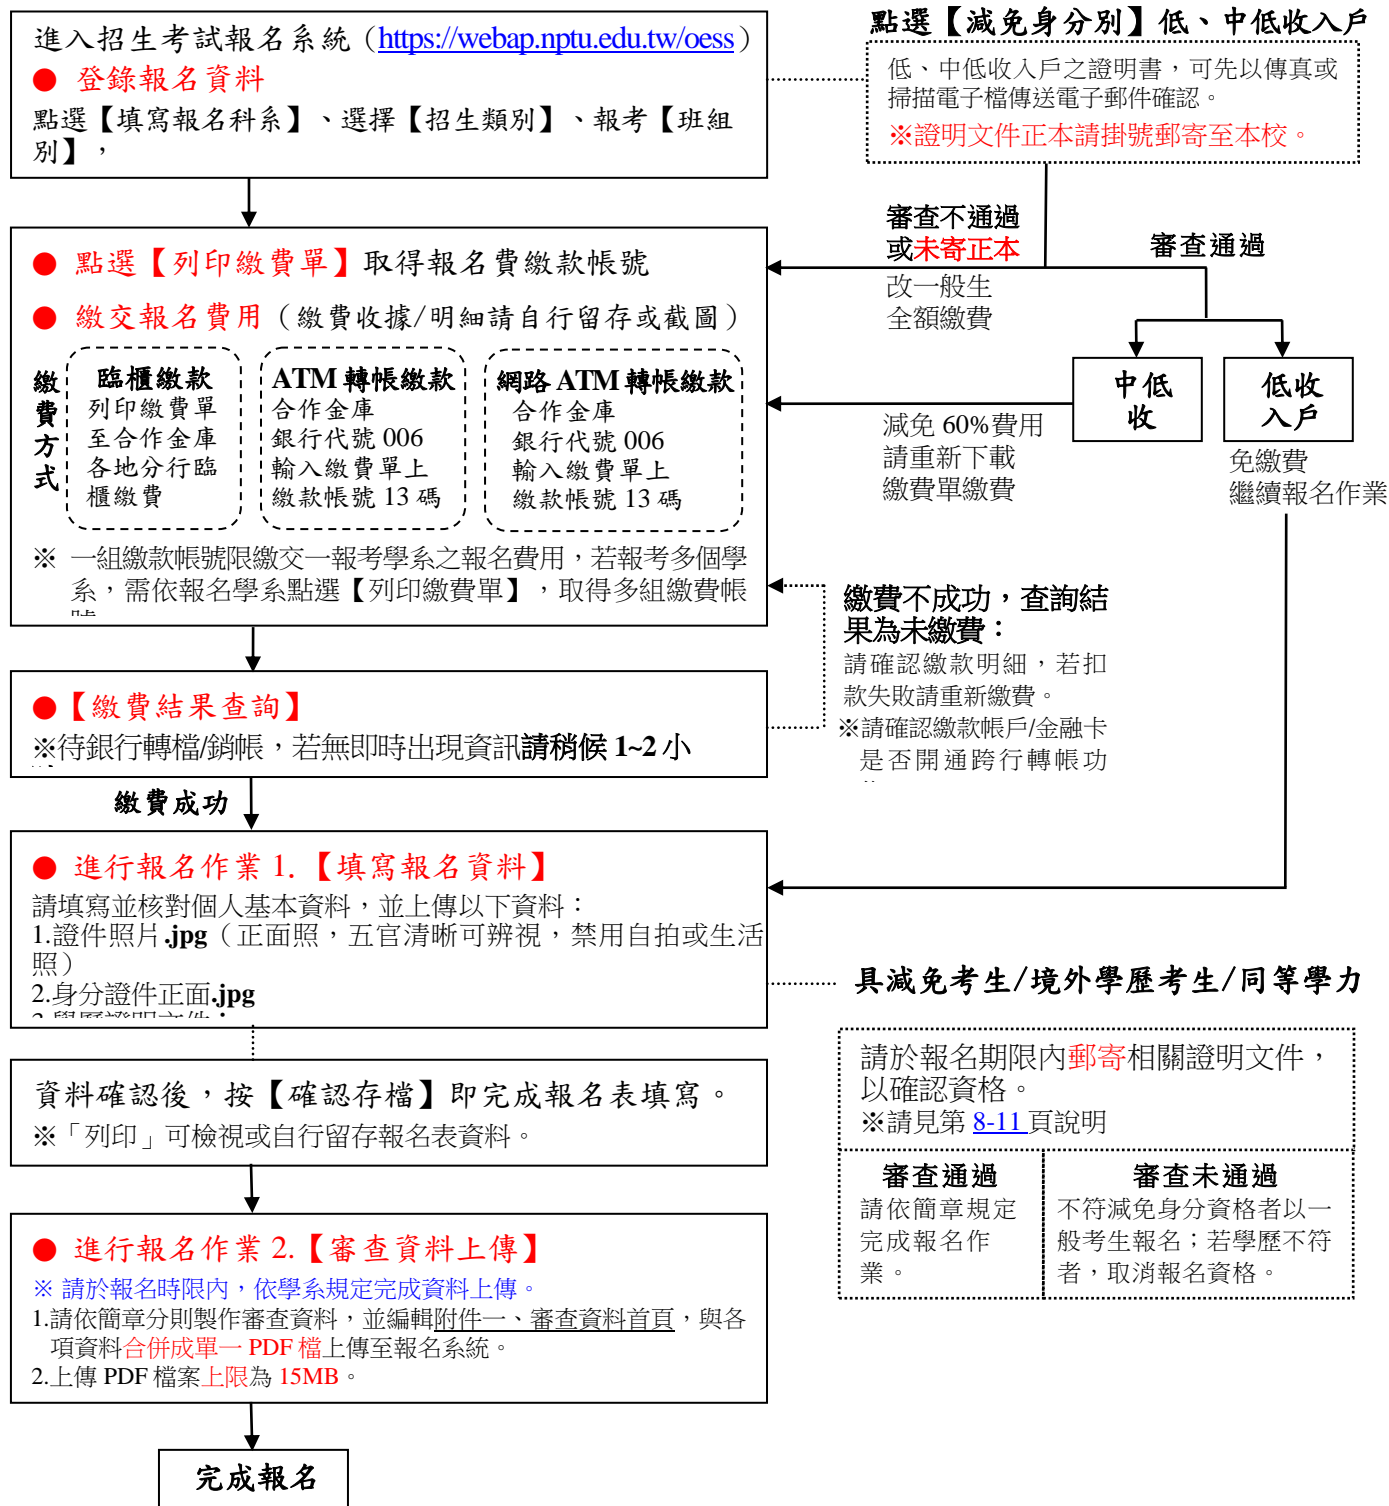 進入招生考試報名系統（https://webap.nptu.edu.tw/oess）
● 登錄報名資料
點選【填寫報名科系】、選擇【招生類別】、報考【班組
別】，
點選【減免身分別】低、中低收入戶
低、中低收入戶之證明書，可先以傳真或
掃描電子檔傳送電子郵件確認。
※證明文件正本請掛號郵寄至本校。
審查不通過
或未寄正本
改一般生
全額繳費
審查通過
● 點選【列印繳費單】取得報名費繳款帳號
● 繳交報名費用（繳費收據/明細請自行留存或截圖）
繳費方式
臨櫃繳款
列印繳費單
至合作金庫
各地分行臨
櫃繳費
ATM 轉帳繳款
合作金庫
銀行代號 006
輸入繳費單上
繳款帳號 13 碼
網路 ATM 轉帳繳款
合作金庫
銀行代號 006
輸入繳費單上
繳款帳號 13 碼
※ 一組繳款帳號限繳交一報考學系之報名費用，若報考多個學
系，需依報名學系點選【列印繳費單】，取得多組繳費帳
中低
收
減免 60%費用
請重新下載
繳費單繳費
低收
入戶
免繳費
繼續報名作業
繳費不成功，查詢結
果為未繳費：
請確認繳款明細，若扣
款失敗請重新繳費。
※請確認繳款帳戶/金融卡
是否開通跨行轉帳功
●【繳費結果查詢】
※待銀行轉檔/銷帳，若無即時出現資訊請稍候 1~2 小
繳費成功
● 進行報名作業 1.【填寫報名資料】
請填寫並核對個人基本資料，並上傳以下資料：
1.證件照片.jpg（正面照，五官清晰可辨視，禁用自拍或生活
照）
2.身分證件正面.jpg
具減免考生/境外學歷考生/同等學力
請於報名期限內郵寄相關證明文件，
以確認資格。
※請見第 8-11 頁說明
審查通過
請依簡章規定
完成報名作
業。
審查未通過
不符減免身分資格者以一
般考生報名；若學歷不符
者，取消報名資格。
資料確認後，按【確認存檔】即完成報名表填寫。
※「列印」可檢視或自行留存報名表資料。
● 進行報名作業 2.【審查資料上傳】
※ 請於報名時限內，依學系規定完成資料上傳。
1.請依簡章分則製作審查資料，並編輯附件一、審查資料首頁，與各
項資料合併成單一 PDF 檔上傳至報名系統。
2.上傳 PDF 檔案上限為 15MB。
完成報名